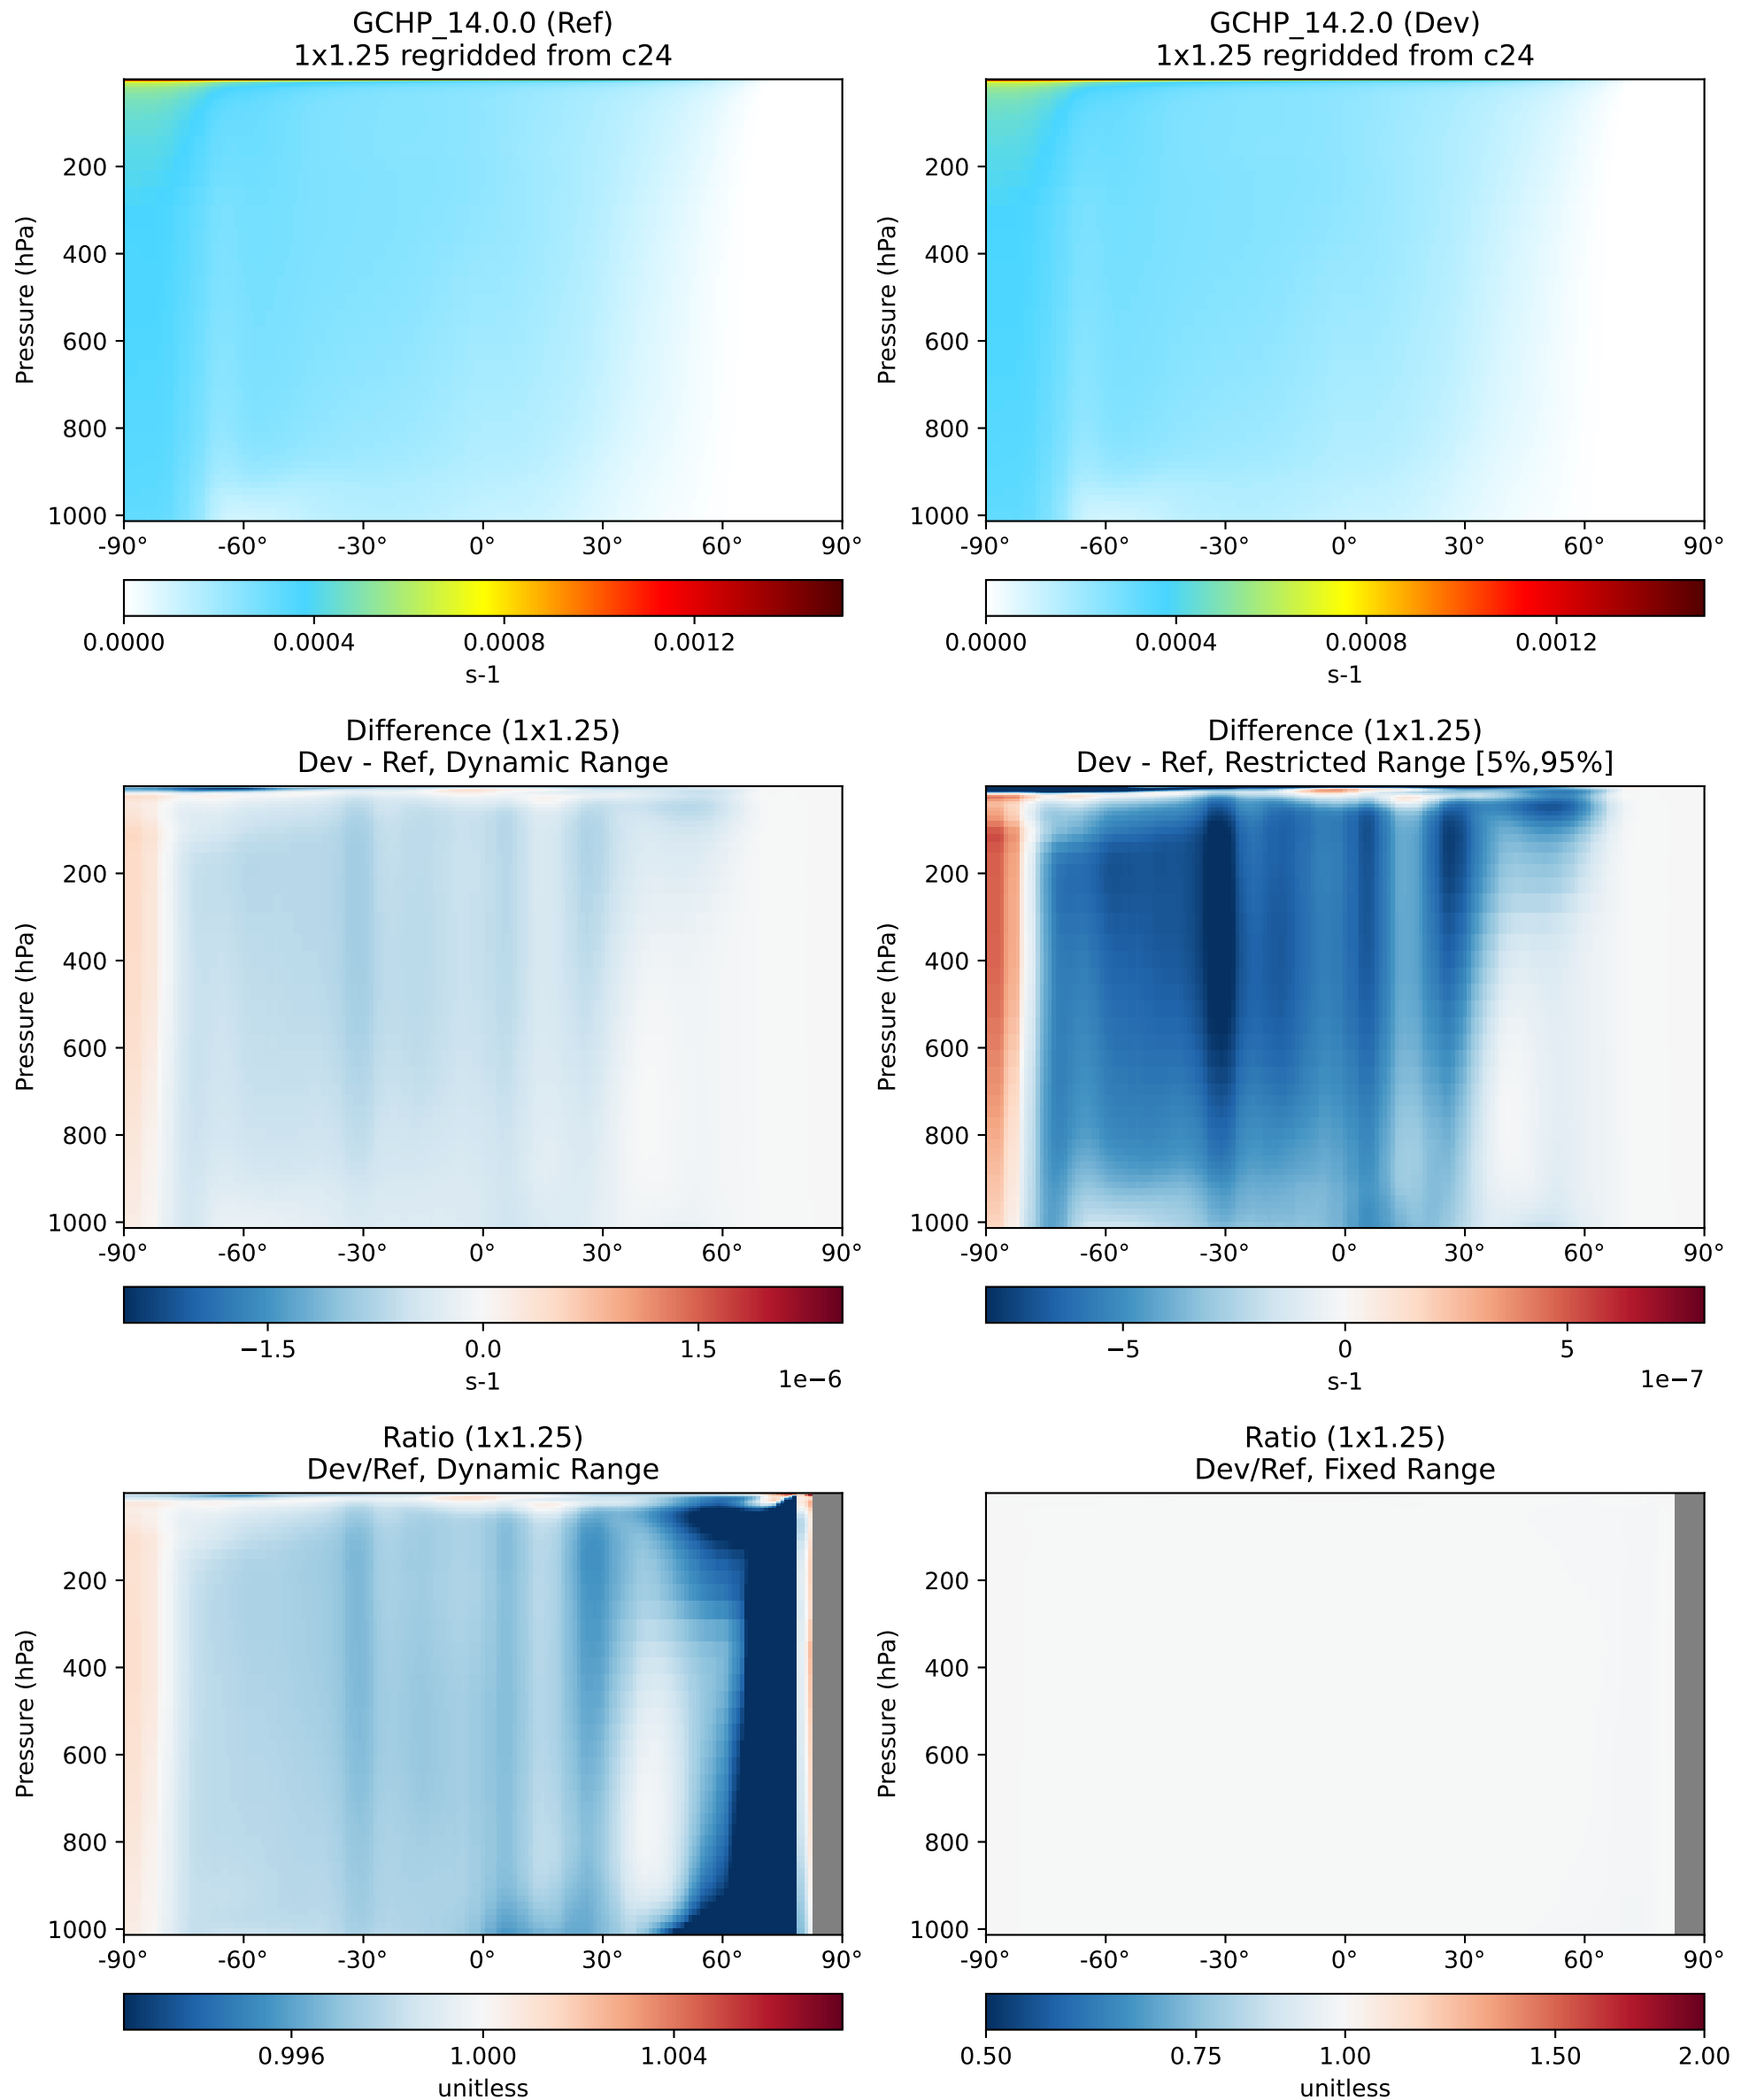 GCHP_14.0.0 (Ref)
1x1.25 regridded from c24
Pressure (hPa)
200
400
600
800
1000
-90° -60° -30° 0° 30° 60° 90°
0.0000 0.0004 0.0008 0.0012
s-1
GCHP_14.2.0 (Dev)
1x1.25 regridded from c24
Pressure (hPa)
200
400
600
800
1000
-90° -60° -30° 0° 30° 60° 90°
0.0000 0.0004 0.0008 0.0012
s-1
Difference (1x1.25)
Dev - Ref, Dynamic Range
Pressure (hPa)
200
400
600
800
1000
-90° -60° -30° 0° 30° 60° 90°
−1.5 0.0 1.5
s-1 1e−6
Difference (1x1.25)
Dev - Ref, Restricted Range [5%,95%]
Pressure (hPa)
200
400
600
800
1000
-90° -60° -30° 0° 30° 60° 90°
−5 0 5
s-1 1e−7
Ratio (1x1.25)
Dev/Ref, Dynamic Range
Pressure (hPa)
200
400
600
800
1000
-90° -60° -30° 0° 30° 60° 90°
0.996 1.000 1.004
unitless
Ratio (1x1.25)
Dev/Ref, Fixed Range
Pressure (hPa)
200
400
600
800
1000
-90° -60° -30° 0° 30° 60° 90°
0.50 0.75 1.00 1.50 2.00
unitless